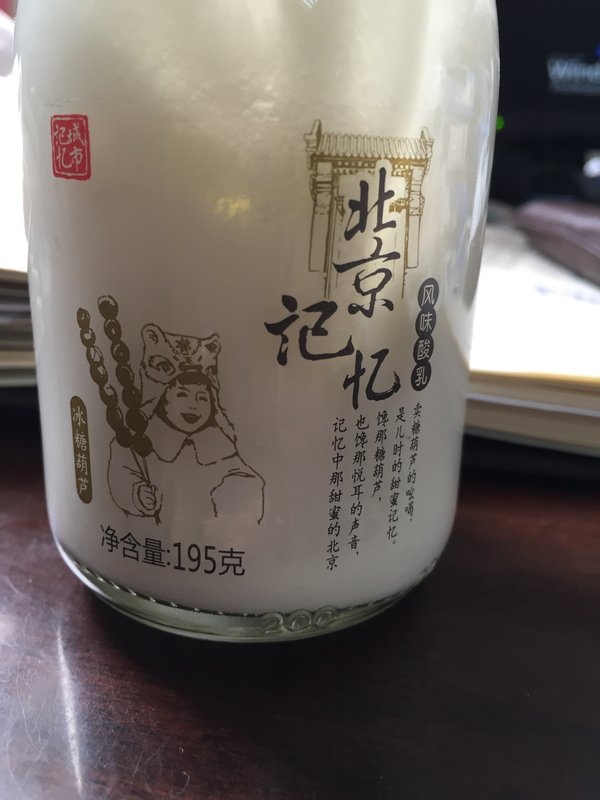 城市
记忆
北京
记忆
风味酸乳
卖糖葫芦的吆喝，
是儿时的甜蜜记忆。
馋那糖葫芦，
也馋那悦耳的声音，
记忆中那甜蜜的北京
冰糖葫芦
净含量:195克
200